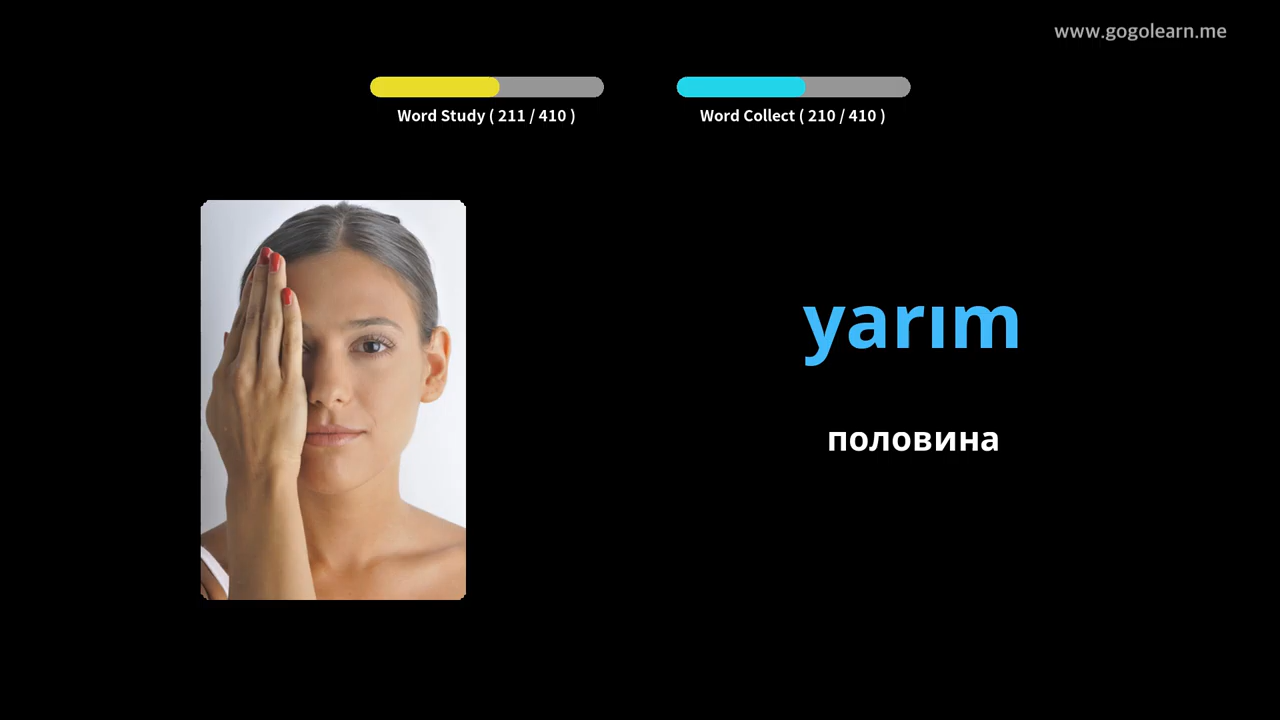 www.gogolearn.me
Word Study ( 211 / 410 )
Word Collect ( 210 / 410 )
yarım
половина